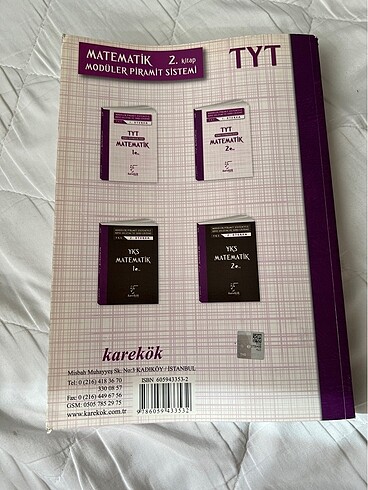 MATEMATİK 2. kitap
MODÜLER PİRAMİT SİSTEMİ
TYT
TYT
MATEMATİK
1
TYT
MATEMATİK
2
YKS
MATEMATİK
1
YKS
MATEMATİK
2
karekök
Misbah Muhayyeş Sk. No:3 KADIKÖY / İSTANBUL
Tel: 0 (216) 418 36 70
330 08 57
Fax: 0 (216) 449 67 56
GSM: 0505 785 29 75
www.karekok.com.tr
ISBN 605943353-2
9786059433532